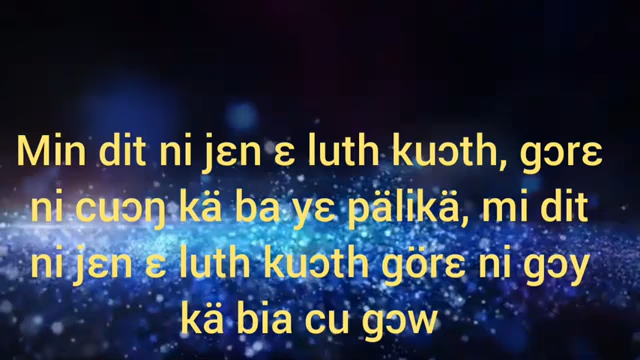 Min dit ni jɛn ɛ luth kuɔth, gɔrɛ
ni cuɔŋ kä ba yɛ pälikä, mi dit
ni jɛn ɛ luth kuɔth görɛ ni gɔy
kä bia cu gɔw